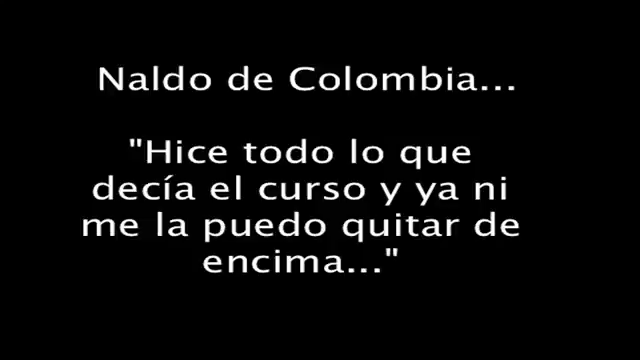 Naldo de Colombia...
"Hice todo lo que
decía el curso y ya ni
me la puedo quitar de
encima..."